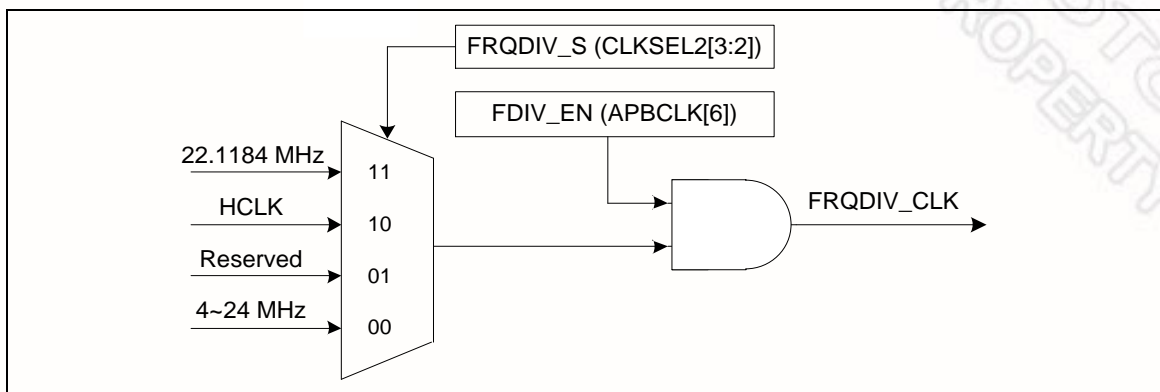 FRQDIV_S (CLKSEL2[3:2])
FDIV_EN (APBCLK[6])
22.1184 MHz
11
HCLK
10
Reserved
01
4~24 MHz
00
FRQDIV_CLK